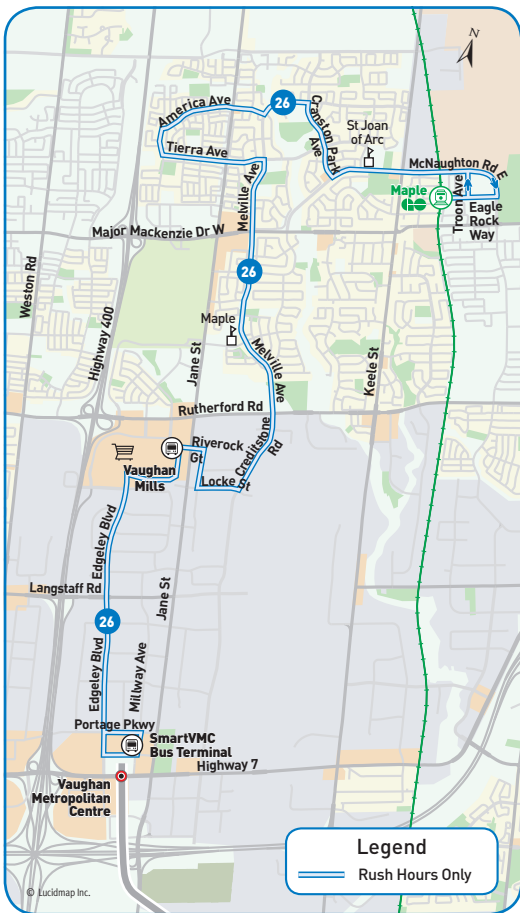 N
America Ave
26
Cranston Park
Ave
St Joan
of Arc
Tierra Ave
McNaughton Rd E
Melville Ave
Maple
GO
Troon Ave
Eagle
Rock
Way
Major Mackenzie Dr W
Weston Rd
Highway 400
26
Maple
Jane St
Melville Ave
Keele St
Rutherford Rd
Riverock
Gt
Creditstone
Rd
Vaughan
Mills
Locke St
Edgeley Blvd
Langstaff Rd
Jane St
26
Edgeley Blvd
Millway Ave
Portage Pkwy
SmartVMC
Bus Terminal
Highway 7
Vaughan
Metropolitan
Centre
Legend
Rush Hours Only
© Lucidmap Inc.